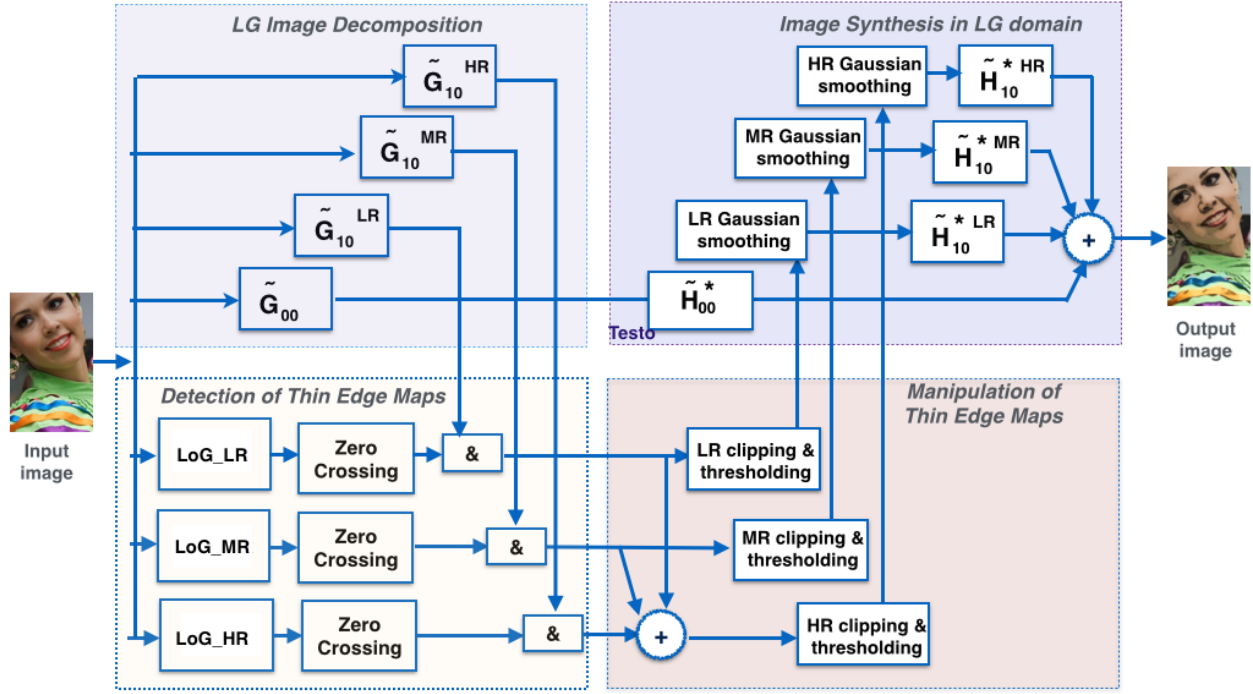 LG Image Decomposition
G̃₁₀ HR
G̃₁₀ MR
G̃₁₀ LR
G̃₀₀
Image Synthesis in LG domain
HR Gaussian
smoothing
H̃₁₀ * HR
MR Gaussian
smoothing
H̃₁₀ * MR
LR Gaussian
smoothing
H̃₁₀ * LR
+
H̃₀₀ *
Testo
Input
image
Output
image
Detection of Thin Edge Maps
LoG_LR
Zero
Crossing
&
LoG_MR
Zero
Crossing
&
LoG_HR
Zero
Crossing
&
Manipulation of
Thin Edge Maps
LR clipping &
thresholding
MR clipping &
thresholding
+
HR clipping &
thresholding